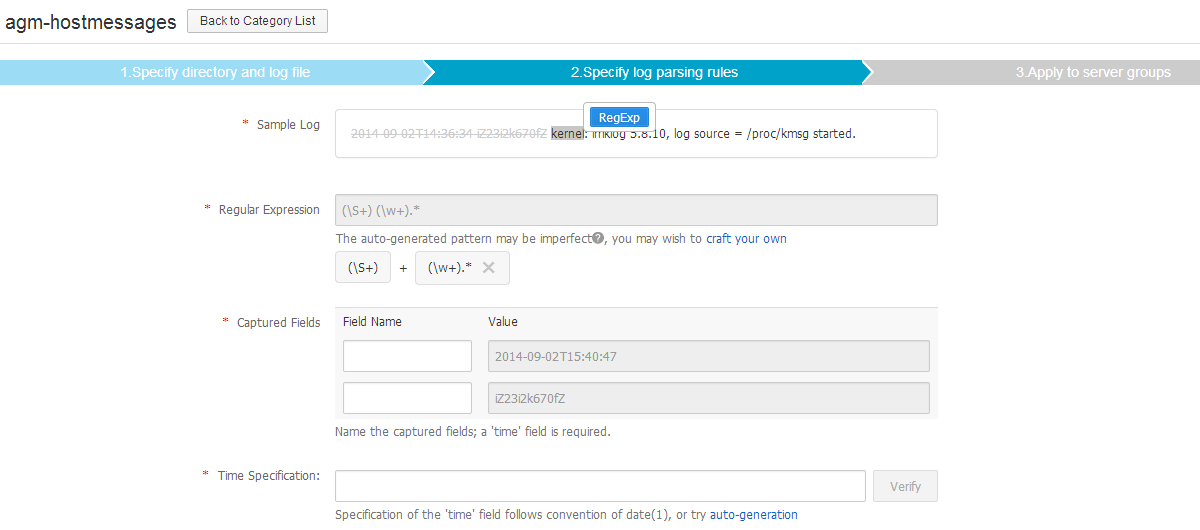 agm-hostmessages Back to Category List
1.Specify directory and log file 2.Specify log parsing rules 3.Apply to server groups
RegExp
* Sample Log 2014-09-02T14:36:34 iZ23i2k670fZ kernel: imklog 5.8.10, log source = /proc/kmsg started.
* Regular Expression (\S+) (\w+).*
The auto-generated pattern may be imperfect?, you may wish to craft your own
(\S+) + (\w+).* ×
* Captured Fields Field Name Value
2014-09-02T15:40:47
iZ23i2k670fZ
Name the captured fields; a 'time' field is required.
* Time Specification: Verify
Specification of the 'time' field follows convention of date(1), or try auto-generation